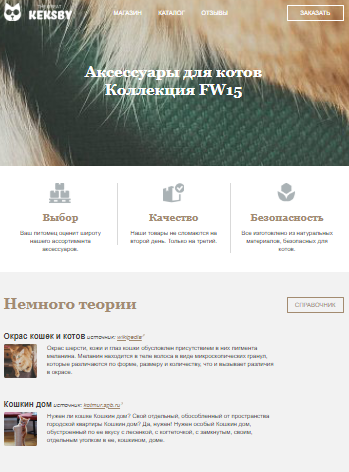 THE GREAT
KEKSBY
МАГАЗИН КАТАЛОГ ОТЗЫВЫ ЗАКАЗАТЬ
Аксессуары для котов
Коллекция FW15
Выбор
Ваш питомец оценит широту
нашего ассортимента
аксессуаров.
Качество
Наши товары не сломаются на
второй день. Только на третий.
Безопасность
Все изготовлено из натуральных
материалов, безопасных для
котов.
Немного теории
СПРАВОЧНИК
Окрас кошек и котов источник: wikipedia
Окрас шерсти, кожи и глаз кошки обусловлен присутствием в них пигмента
меланина. Меланин находится в теле волоса в виде микроскопических гранул,
которые различаются по форме, размеру и количеству, что и вызывает различия
в окрасе.
Кошкин дом источник: kotmur.spb.ru
Нужен ли кошке Кошкин дом? Свой отдельный, обособленный от пространства
городской квартиры Кошкин дом? Да, нужен! Нужен особый Кошкин дом,
обустроенный по ее вкусу с лесенкой, с когтеточкой, с замкнутым, своим,
отдельным уголком в ее, кошкином, доме.